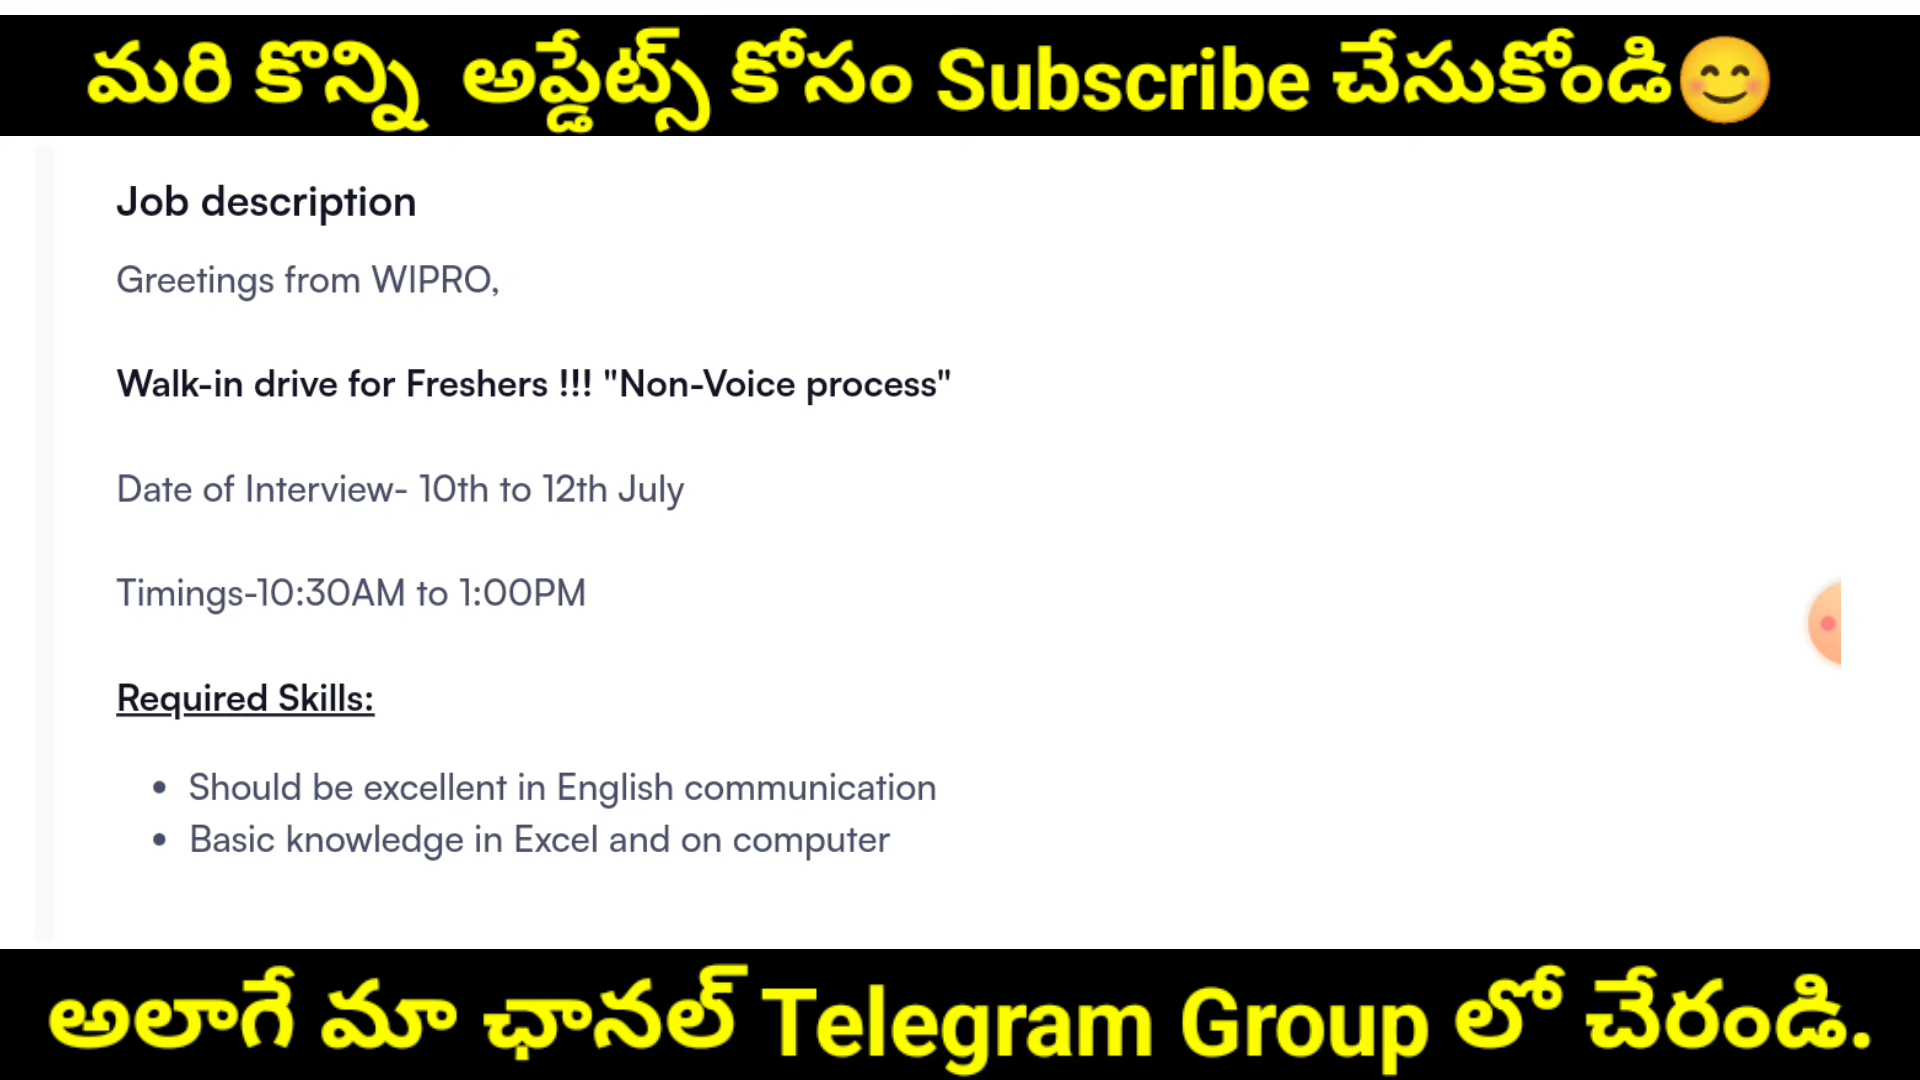 మరి కొన్ని అప్డేట్స్ కోసం Subscribe చేసుకోండి😊
Job description
Greetings from WIPRO,
Walk-in drive for Freshers !!! "Non-Voice process"
Date of Interview- 10th to 12th July
Timings-10:30AM to 1:00PM
Required Skills:
• Should be excellent in English communication
• Basic knowledge in Excel and on computer
అలాగే మా ఛానల్ Telegram Group లో చేరండి.